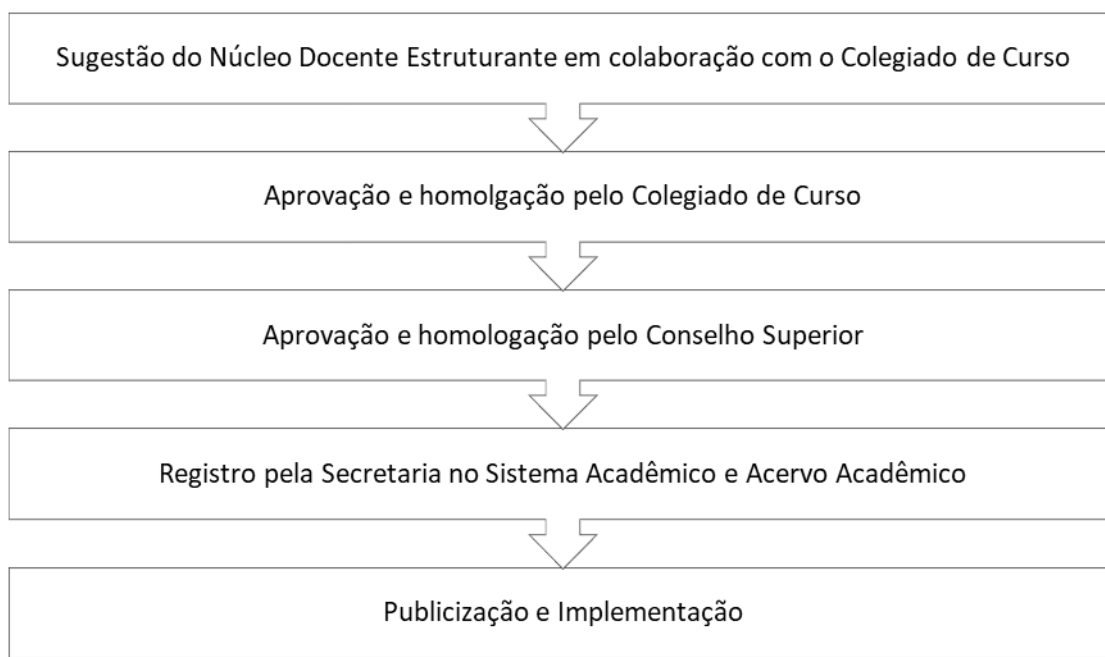 Sugestão do Núcleo Docente Estruturante em colaboração com o Colegiado de Curso
Aprovação e homolgação pelo Colegiado de Curso
Aprovação e homologação pelo Conselho Superior
Registro pela Secretaria no Sistema Acadêmico e Acervo Acadêmico
Publicização e Implementação